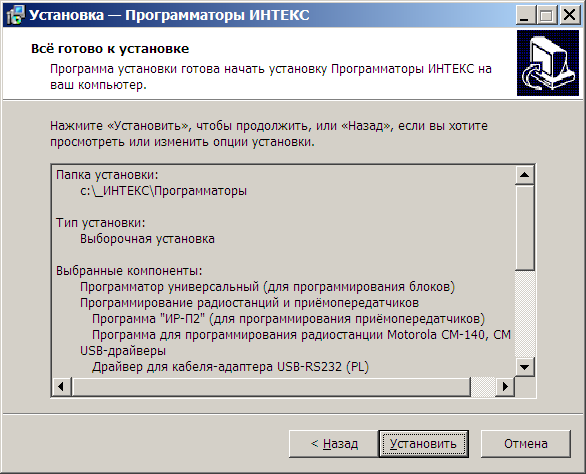 Установка — Программаторы ИНТЕКС
Всё готово к установке
Программа установки готова начать установку Программаторы ИНТЕКС на
ваш компьютер.
Нажмите «Установить», чтобы продолжить, или «Назад», если вы хотите
просмотреть или изменить опции установки.
Папка установки:
c:\_ИНТЕКС\Программаторы
Тип установки:
Выборочная установка
Выбранные компоненты:
Программатор универсальный (для программирования блоков)
Программирование радиостанций и приёмопередатчиков
Программа "ИР-П2" (для программирования приёмопередатчиков)
Программа для программирования радиостанции Motorola CM-140, CM
USB-драйверы
Драйвер для кабеля-адаптера USB-RS232 (PL)
< Назад
Установить
Отмена